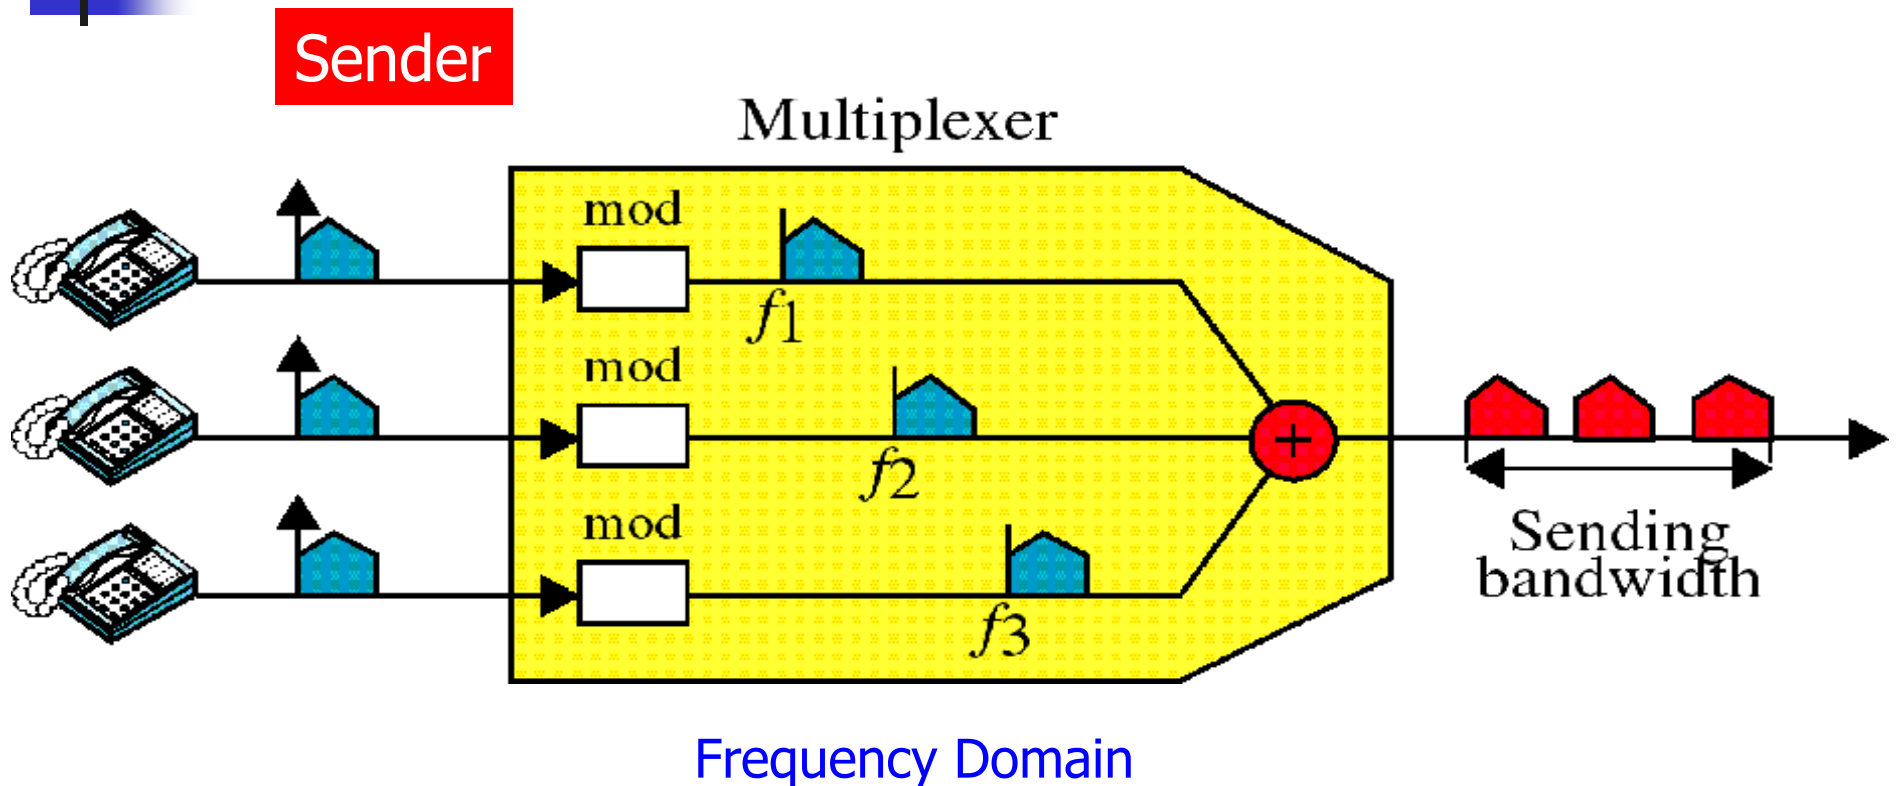 Sender
Multiplexer
mod
f1
mod
f2
mod
f3
+
Sending
bandwidth
Frequency Domain